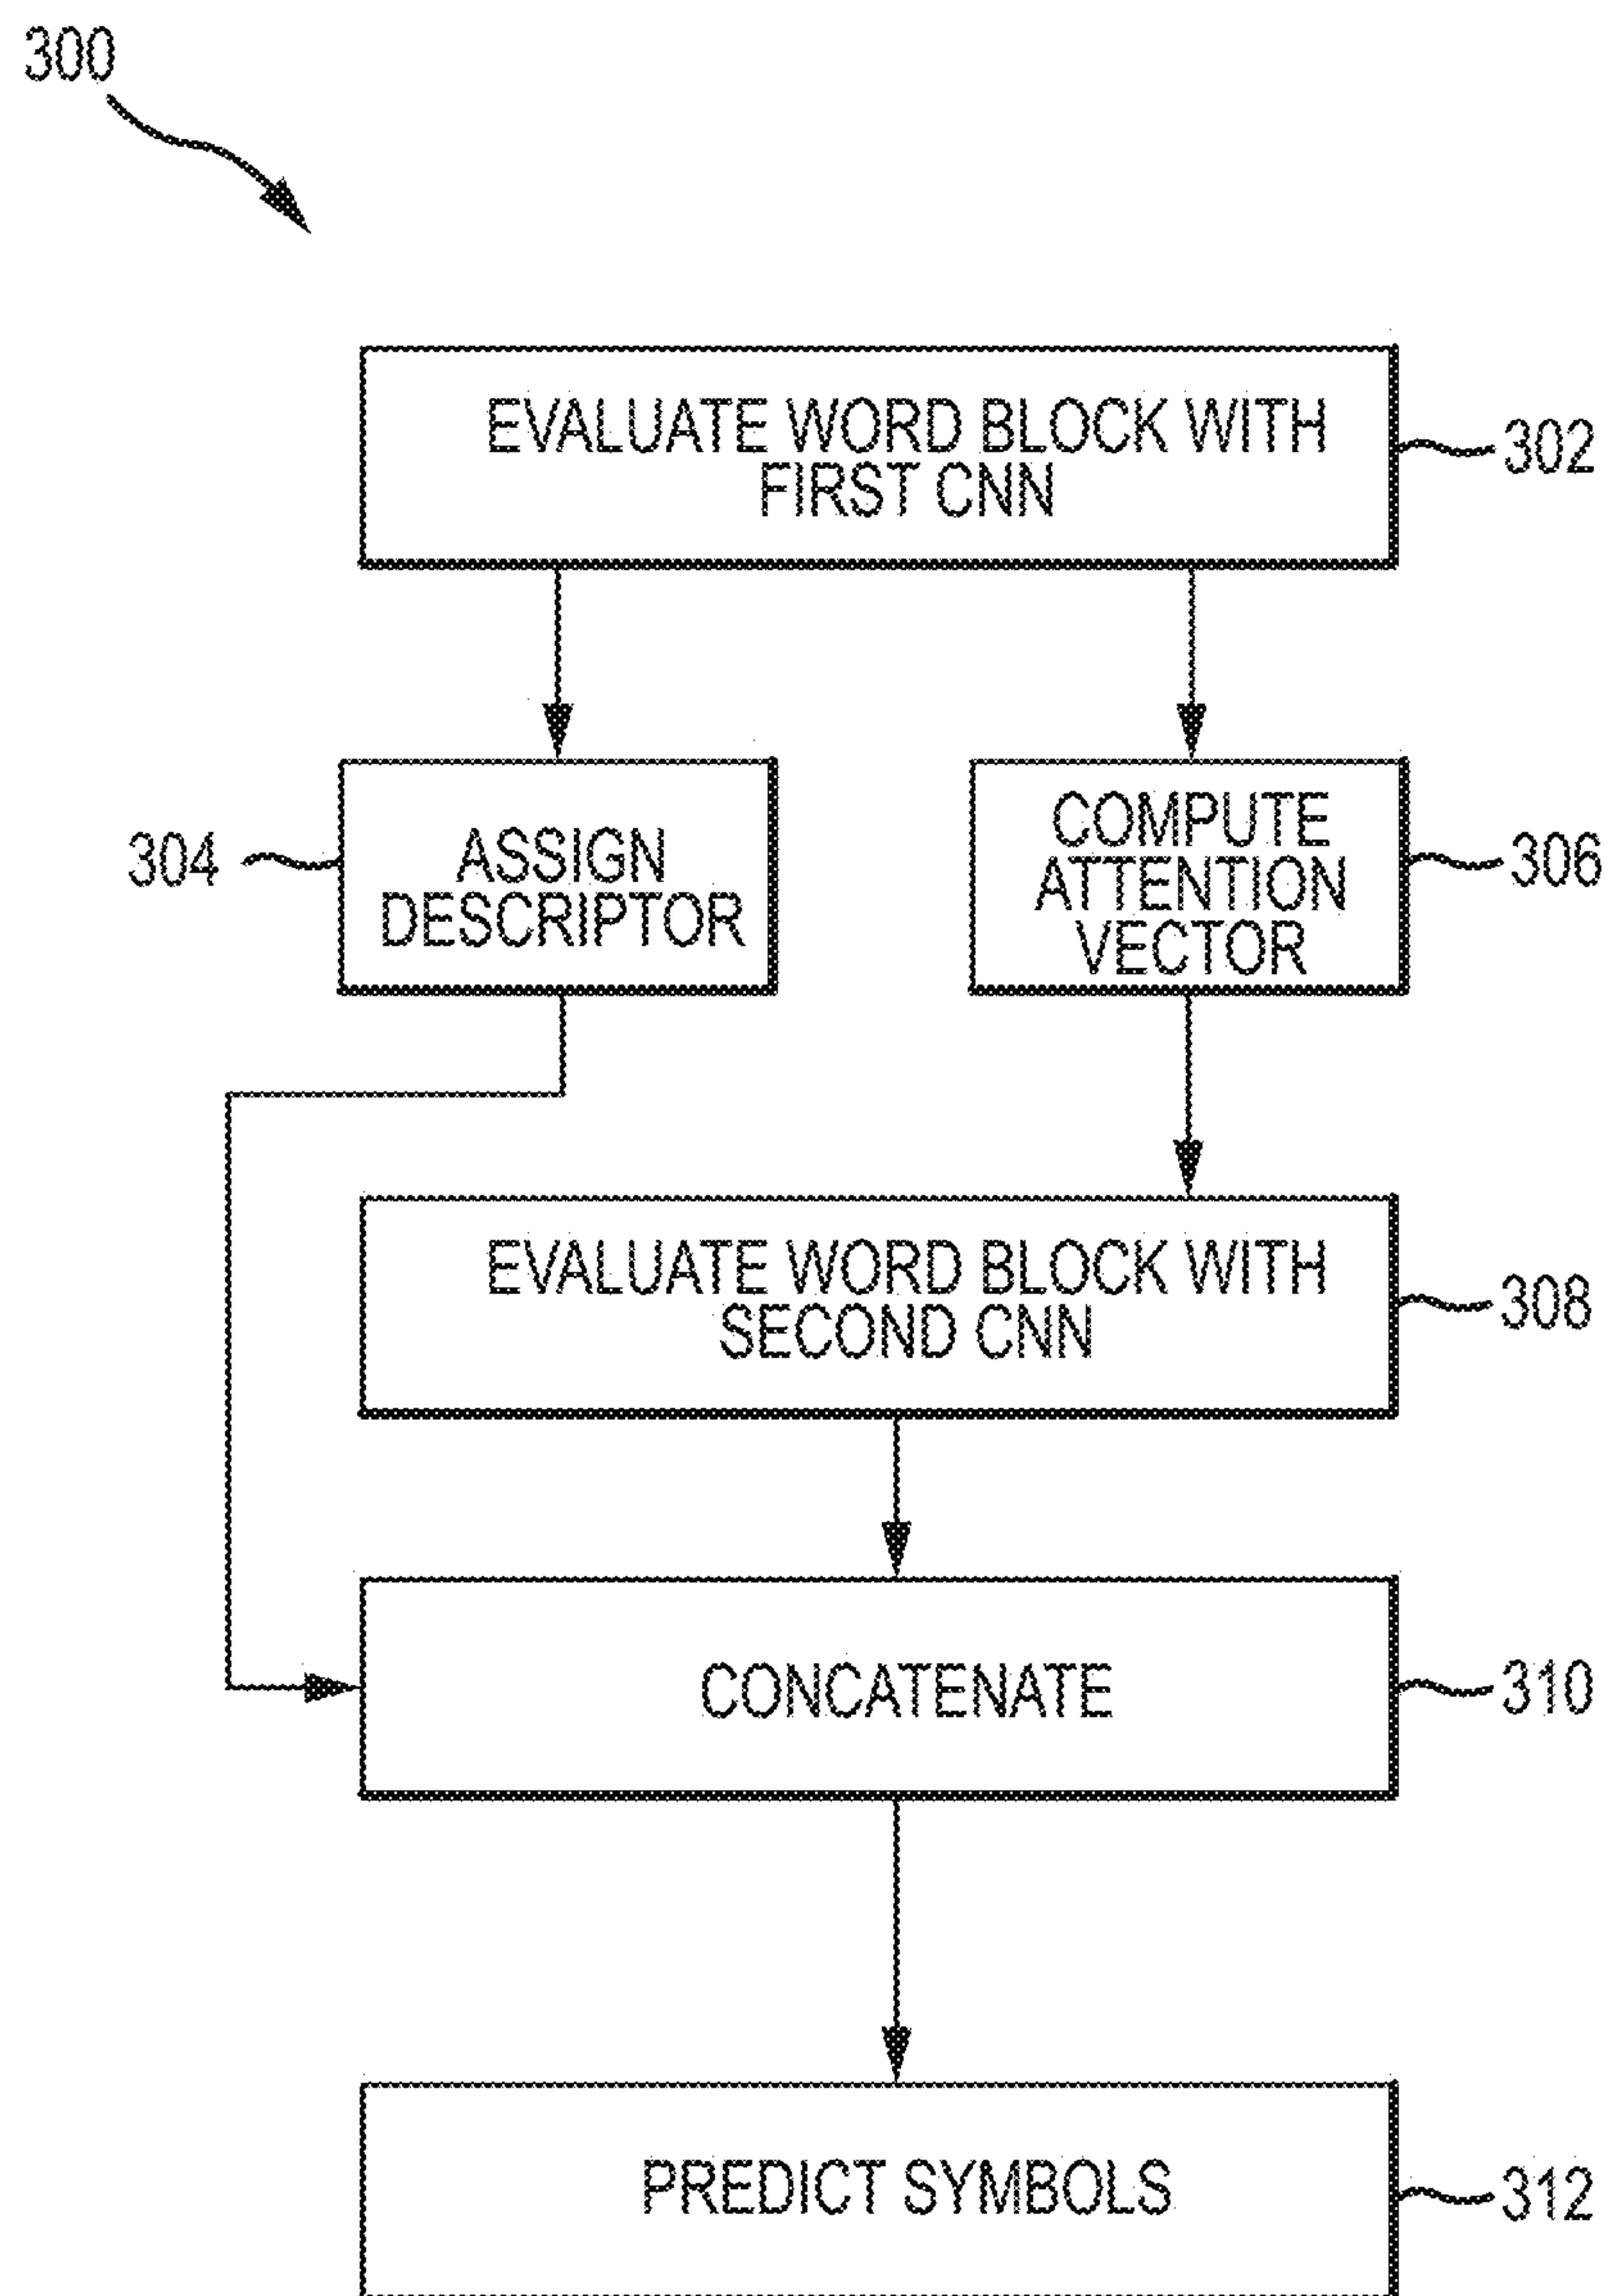 300
EVALUATE WORD BLOCK WITH
FIRST CNN
302
304
ASSIGN
DESCRIPTOR
COMPUTE
ATTENTION
VECTOR
306
EVALUATE WORD BLOCK WITH
SECOND CNN
308
CONCATENATE
310
PREDICT SYMBOLS
312